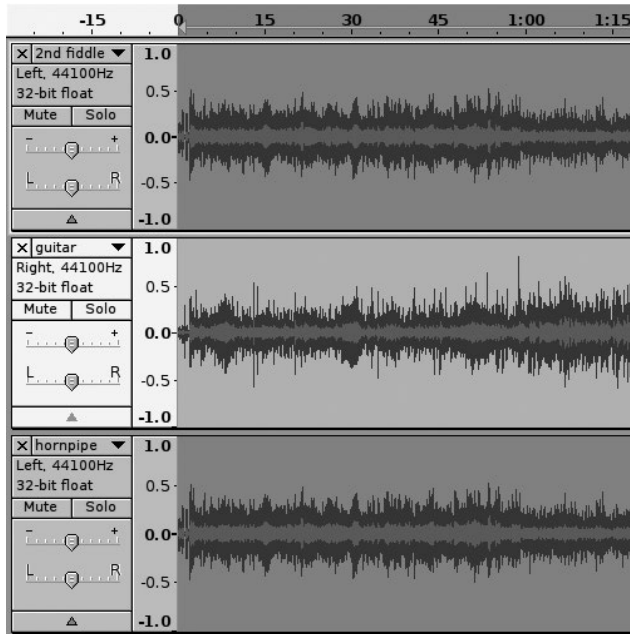 -15 0 15 30 45 1:00 1:15
× 2nd fiddle ▼ 1.0
Left, 44100Hz
32-bit float 0.5
Mute Solo
- + 0.0
L R -0.5
-1.0
× guitar ▼ 1.0
Right, 44100Hz
32-bit float 0.5
Mute Solo
- + 0.0
L R -0.5
-1.0
× hornpipe ▼ 1.0
Left, 44100Hz
32-bit float 0.5
Mute Solo
- + 0.0
L R -0.5
-1.0